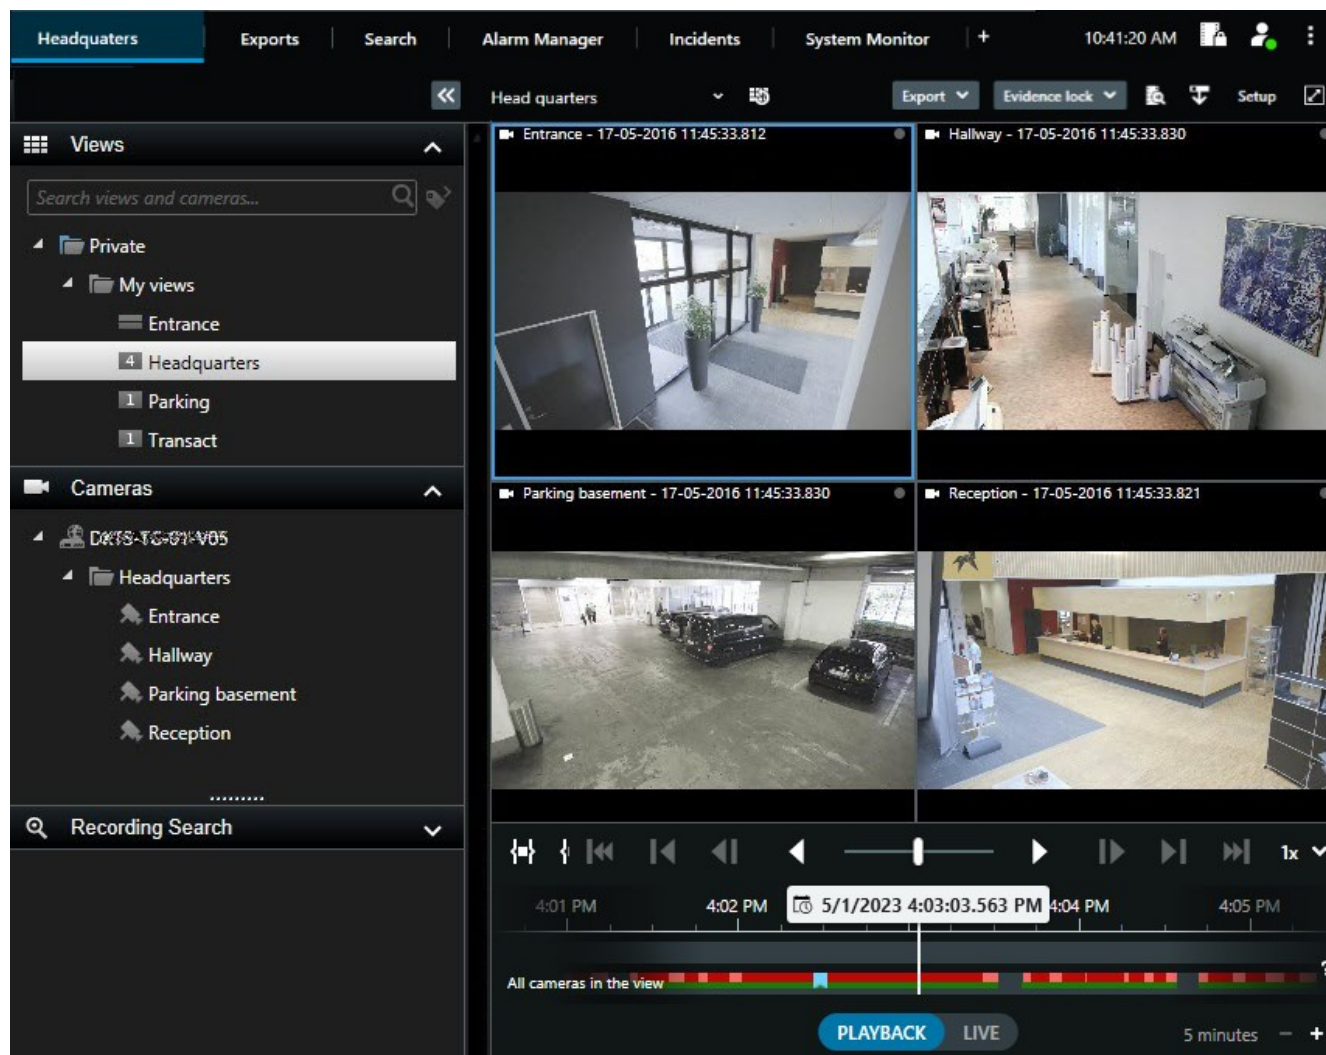 Headquaters Exports Search Alarm Manager Incidents System Monitor + 10:41:20 AM
Head quarters Export Evidence lock Setup
Views
Search views and cameras...
Private
My views
Entrance
4 Headquarters
1 Parking
1 Transact
Cameras
Headquarters
Entrance
Hallway
Parking basement
Reception
Recording Search
Entrance - 17-05-2016 11:45:33.812
Hallway - 17-05-2016 11:45:33.830
Parking basement - 17-05-2016 11:45:33.830
Reception - 17-05-2016 11:45:33.821
1x
4:01 PM 4:02 PM 5/1/2023 4:03:03.563 PM 4:04 PM 4:05 PM
All cameras in the view
PLAYBACK LIVE
5 minutes - +